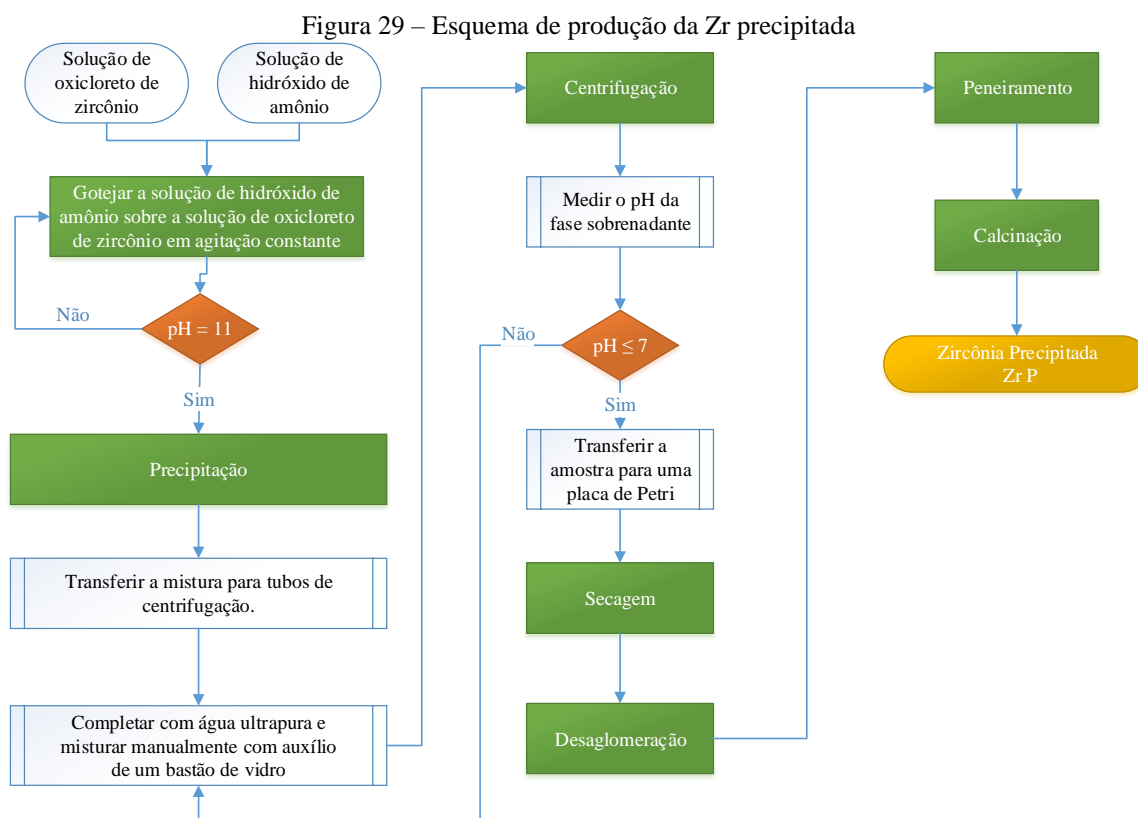 Figura 29 – Esquema de produção da Zr precipitada
Solução de
oxicloreto de
zircônio
Solução de
hidróxido de
amônio
Gotejar a solução de hidróxido de
amônio sobre a solução de oxicloreto
de zircônio em agitação constante
Não
pH = 11
Sim
Precipitação
Transferir a mistura para tubos de
centrifugação.
Completar com água ultrapura e
misturar manualmente com auxílio
de um bastão de vidro
Centrifugação
Medir o pH da
fase sobrenadante
Não
pH ≤ 7
Sim
Transferir a
amostra para uma
placa de Petri
Secagem
Desaglomeração
Peneiramento
Calcinação
Zircônia Precipitada
Zr P